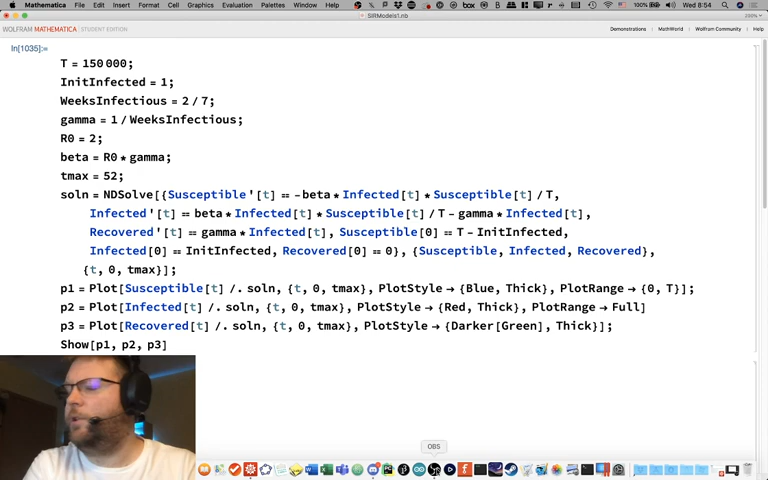 Mathematica File Edit Insert Format Cell Graphics Evaluation Palettes Window Help
100% Wed 8:54
SIRModels1.nb
200%
WOLFRAM MATHEMATICA STUDENT EDITION
Demonstrations MathWorld Wolfram Community Help
In[1035]:=
T = 150 000;
InitInfected = 1;
WeeksInfectious = 2 / 7;
gamma = 1 / WeeksInfectious;
R0 = 2;
beta = R0 * gamma;
tmax = 52;
soln = NDSolve[{Susceptible '[t] == -beta * Infected[t] * Susceptible[t] / T,
Infected '[t] == beta * Infected[t] * Susceptible[t] / T - gamma * Infected[t],
Recovered '[t] == gamma * Infected[t], Susceptible[0] == T - InitInfected,
Infected[0] == InitInfected, Recovered[0] == 0}, {Susceptible, Infected, Recovered},
{t, 0, tmax}];
p1 = Plot[Susceptible[t] /. soln, {t, 0, tmax}, PlotStyle → {Blue, Thick}, PlotRange → {0, T}];
p2 = Plot[Infected[t] /. soln, {t, 0, tmax}, PlotStyle → {Red, Thick}, PlotRange → Full]
p3 = Plot[Recovered[t] /. soln, {t, 0, tmax}, PlotStyle → {Darker[Green], Thick}];
Show[p1, p2, p3]
OBS